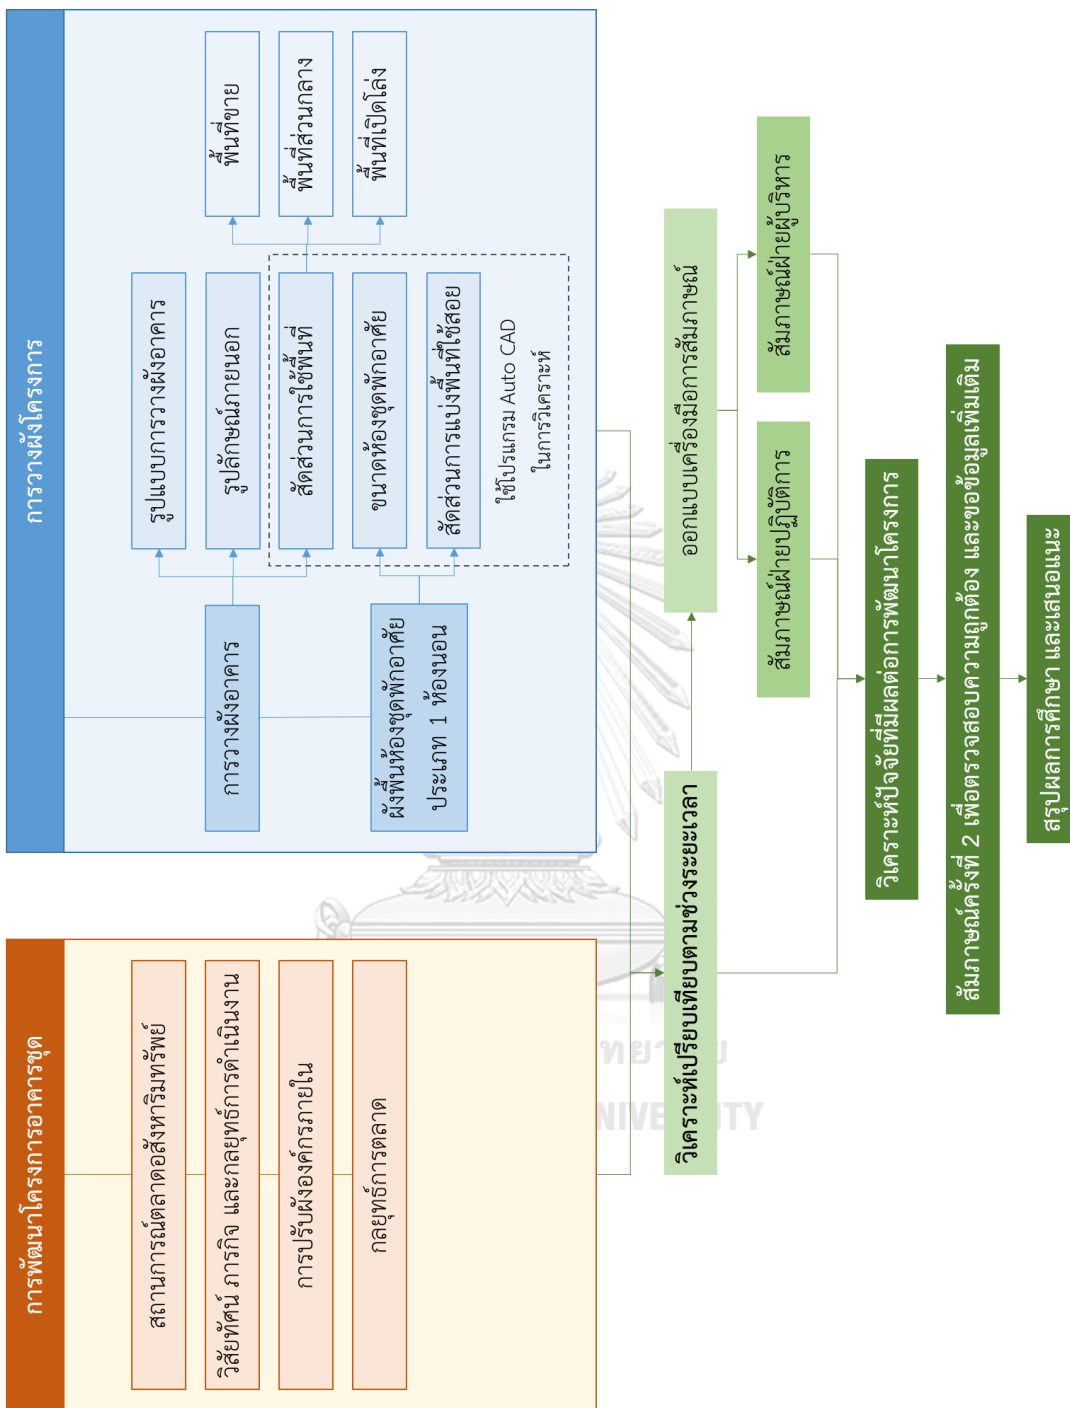 การพัฒนาโครงการอาคารชุด
สถานการณ์ตลาดอสังหาริมทรัพย์
วิสัยทัศน์ ภารกิจ และกลยุทธ์การดำเนินงาน
การปรับผังองค์กรภายใน
กลยุทธ์การตลาด
การวางผังโครงการ
การวางผังอาคาร
ผังพื้นห้องชุดพักอาศัย
ประเภท 1 ห้องนอน
รูปแบบการวางผังอาคาร
รูปลักษณ์ภายนอก
สัดส่วนการใช้พื้นที่
ขนาดห้องชุดพักอาศัย
สัดส่วนการแบ่งพื้นที่ใช้สอย
ใช้โปรแกรม Auto CAD
ในการวิเคราะห์
พื้นที่ขาย
พื้นที่ส่วนกลาง
พื้นที่เปิดโล่ง
วิเคราะห์เปรียบเทียบตามช่วงระยะเวลา
ออกแบบเครื่องมือการสัมภาษณ์
สัมภาษณ์ฝ่ายปฏิบัติการ
สัมภาษณ์ฝ่ายผู้บริหาร
วิเคราะห์ปัจจัยที่มีผลต่อการพัฒนาโครงการ
สัมภาษณ์ครั้งที่ 2 เพื่อตรวจสอบความถูกต้อง และขอข้อมูลเพิ่มเติม
สรุปผลการศึกษา และเสนอแนะ